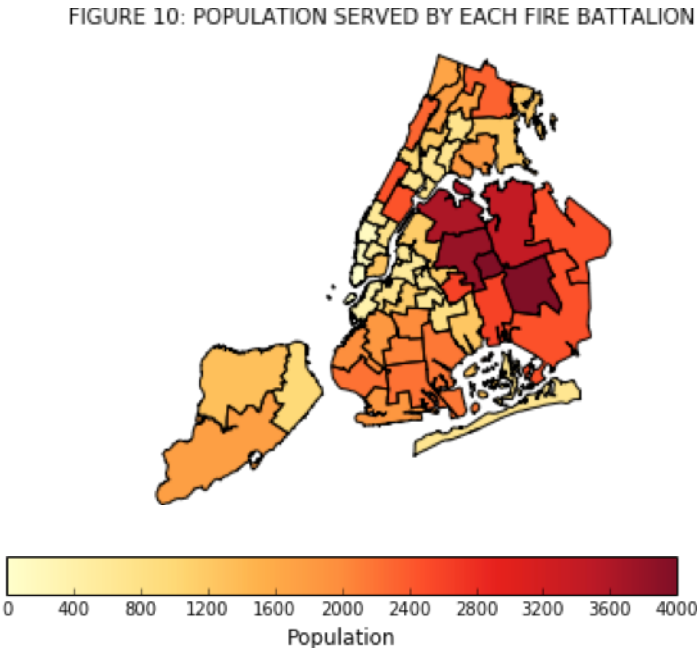 FIGURE 10: POPULATION SERVED BY EACH FIRE BATTALION
0 400 800 1200 1600 2000 2400 2800 3200 3600 4000
Population